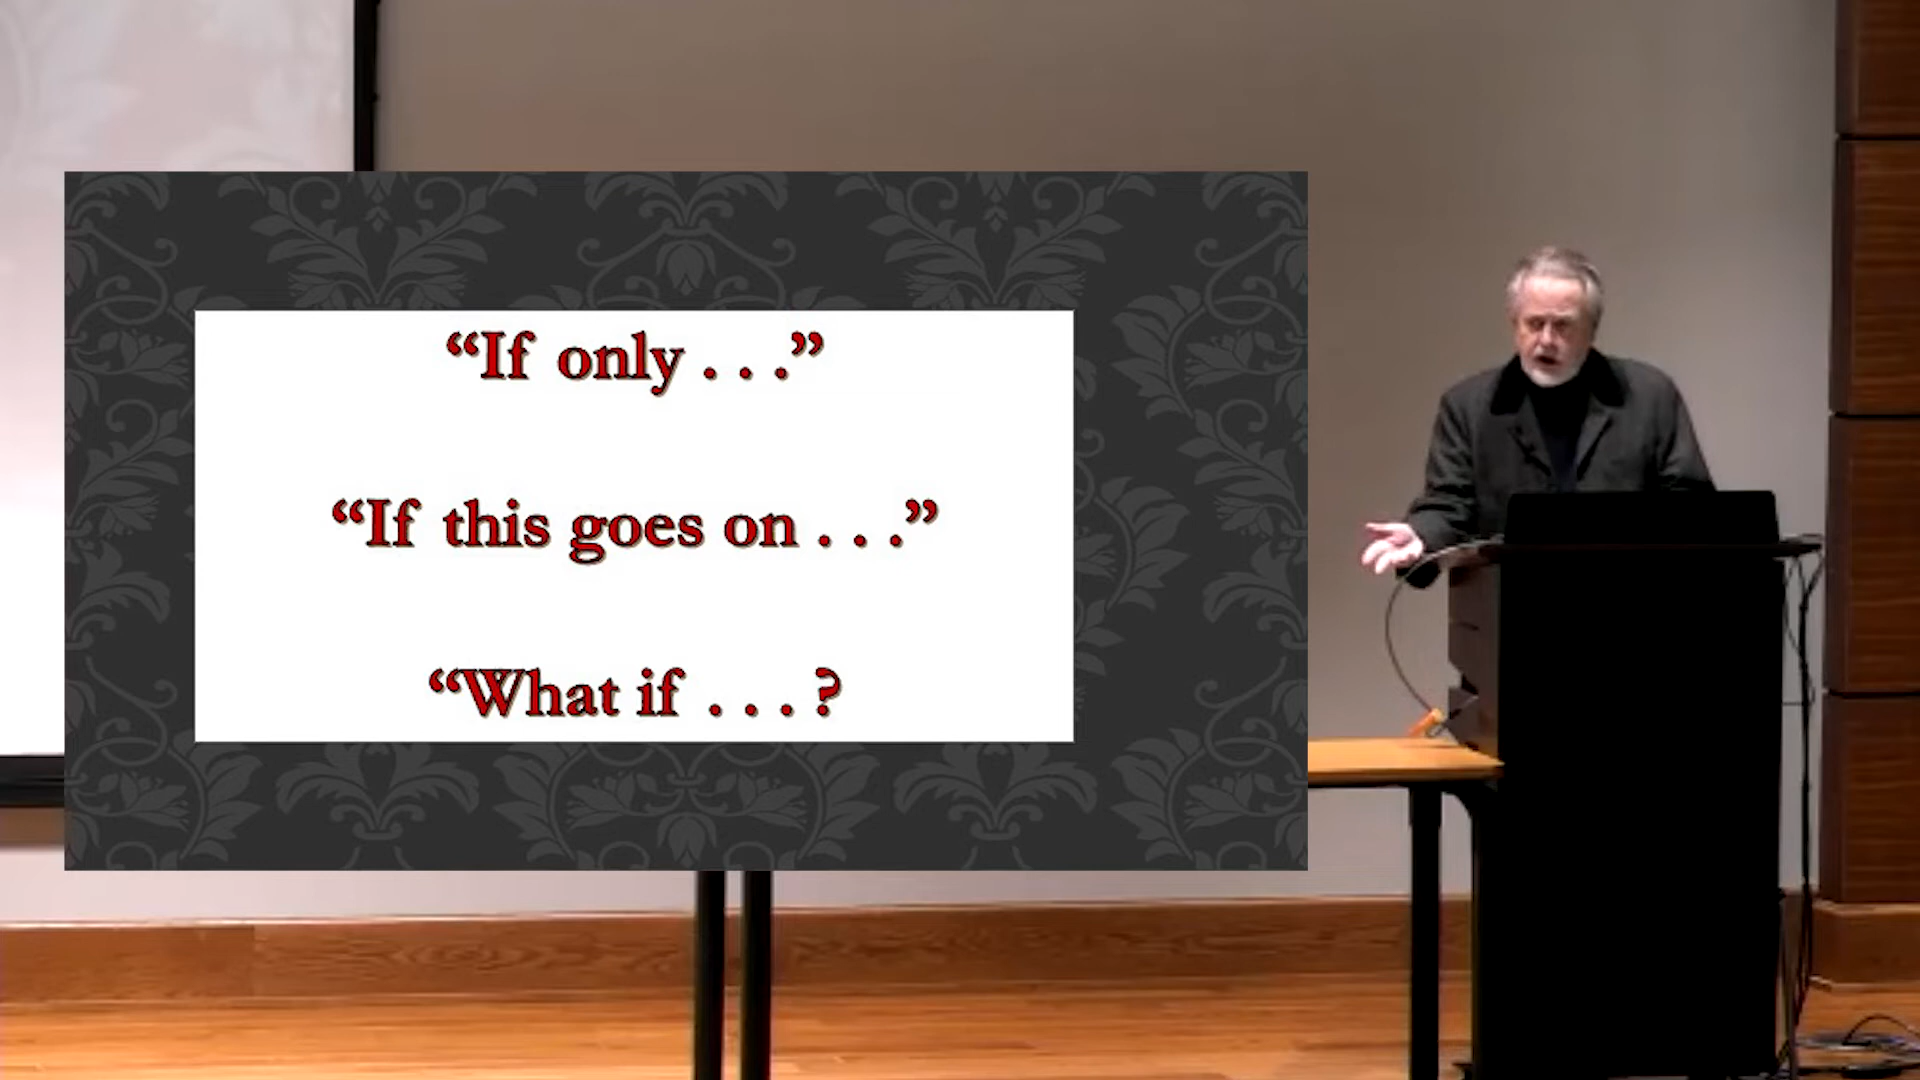 “If only . . .”
“If this goes on . . .”
“What if . . . ?